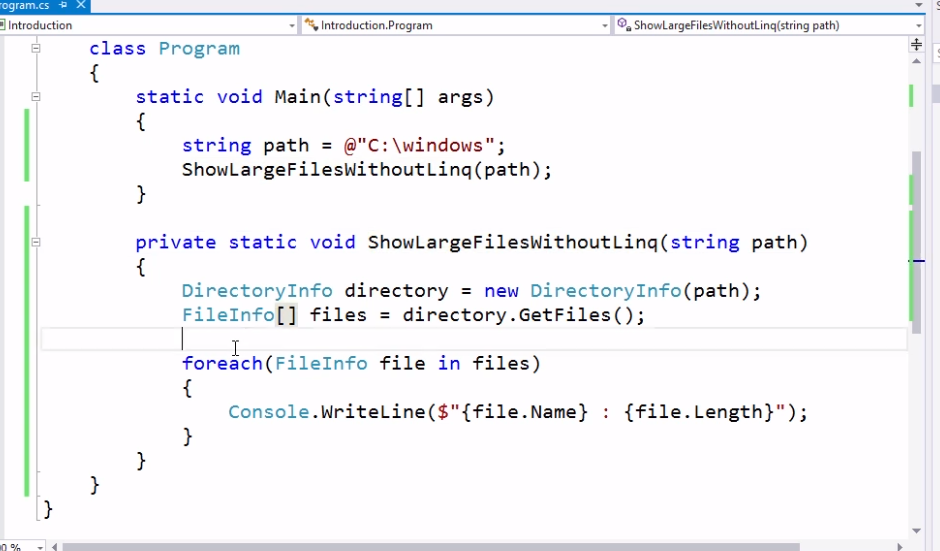 rogram.cs
Introduction
Introduction.Program
ShowLargeFilesWithoutLinq(string path)
class Program
{
static void Main(string[] args)
{
string path = @"C:\windows";
ShowLargeFilesWithoutLinq(path);
}
private static void ShowLargeFilesWithoutLinq(string path)
{
DirectoryInfo directory = new DirectoryInfo(path);
FileInfo[] files = directory.GetFiles();
foreach(FileInfo file in files)
{
Console.WriteLine($"{file.Name} : {file.Length}");
}
}
}
}